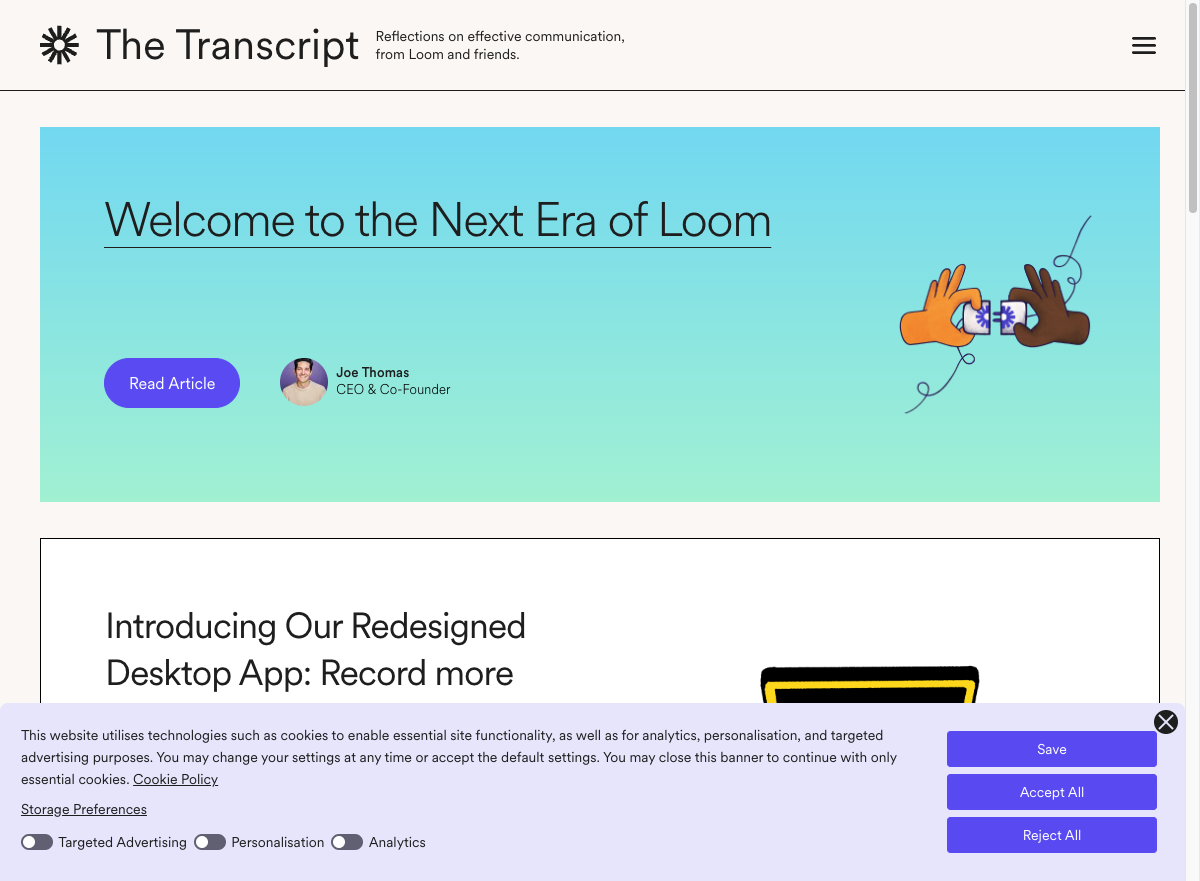 The Transcript
Reflections on effective communication,
from Loom and friends.
Welcome to the Next Era of Loom
Read Article
Joe Thomas
CEO & Co-Founder
Introducing Our Redesigned
Desktop App: Record more
This website utilises technologies such as cookies to enable essential site functionality, as well as for analytics, personalisation, and targeted
advertising purposes. You may change your settings at any time or accept the default settings. You may close this banner to continue with only
essential cookies. Cookie Policy
Storage Preferences
Targeted Advertising Personalisation Analytics
Save
Accept All
Reject All